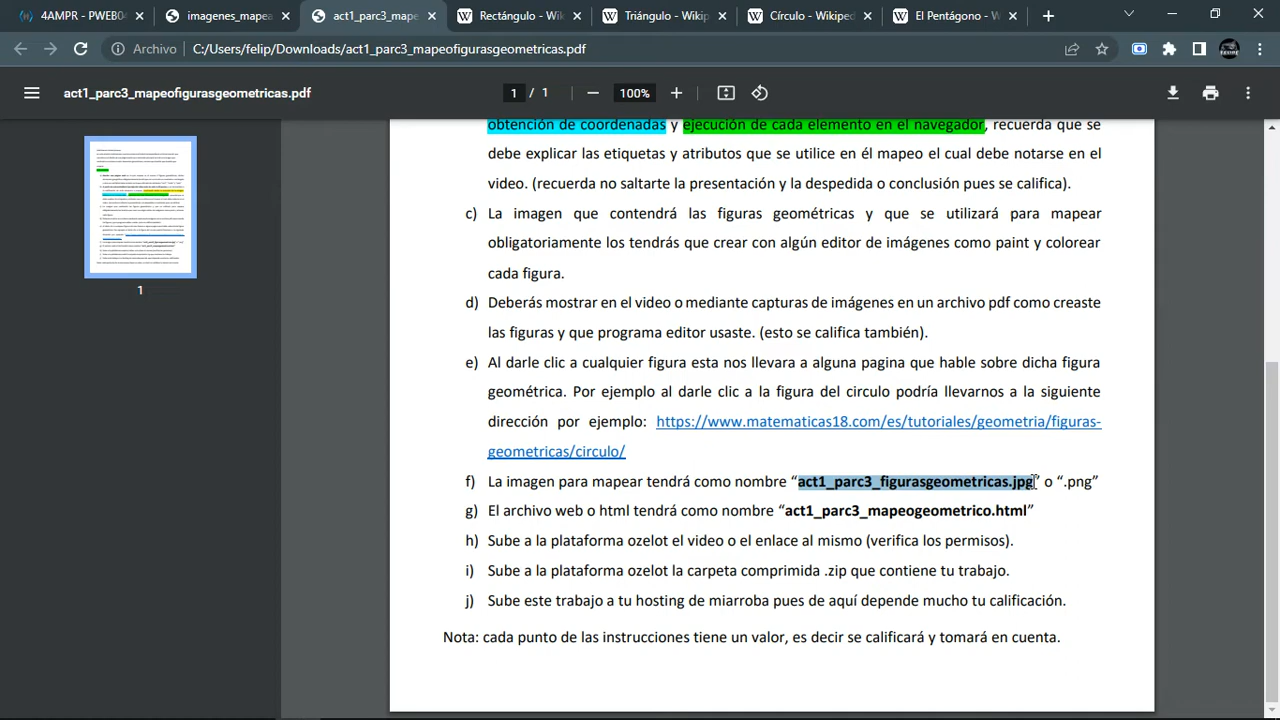 4AMPR - PWEB04
imagenes_mapea
act1_parc3_mape
Rectángulo - Wiki
Triángulo - Wikip
Círculo - Wikiped
El Pentágono - W
Archivo | C:/Users/felip/Downloads/act1_parc3_mapeofigurasgeometricas.pdf
act1_parc3_mapeofigurasgeometricas.pdf
1 / 1
100%
1
obtención de coordenadas y ejecución de cada elemento en el navegador, recuerda que se
debe explicar las etiquetas y atributos que se utilice en él mapeo el cual debe notarse en el
video. (recuerda no saltarte la presentación y la despedida o conclusión pues se califica).
c) La imagen que contendrá las figuras geométricas y que se utilizara para mapear
obligatoriamente los tendrás que crear con algún editor de imágenes como paint y colorear
cada figura.
d) Deberás mostrar en el video o mediante capturas de imágenes en un archivo pdf como creaste
las figuras y que programa editor usaste. (esto se califica también).
e) Al darle clic a cualquier figura esta nos llevara a alguna pagina que hable sobre dicha figura
geométrica. Por ejemplo al darle clic a la figura del circulo podría llevarnos a la siguiente
dirección por ejemplo: https://www.matematicas18.com/es/tutoriales/geometria/figuras-
geometricas/circulo/
f) La imagen para mapear tendrá como nombre “act1_parc3_figurasgeometricas.jpg” o “.png”
g) El archivo web o html tendrá como nombre “act1_parc3_mapeogeometrico.html”
h) Sube a la plataforma ozelot el video o el enlace al mismo (verifica los permisos).
i) Sube a la plataforma ozelot la carpeta comprimida .zip que contiene tu trabajo.
j) Sube este trabajo a tu hosting de miarroba pues de aquí depende mucho tu calificación.
Nota: cada punto de las instrucciones tiene un valor, es decir se calificará y tomará en cuenta.